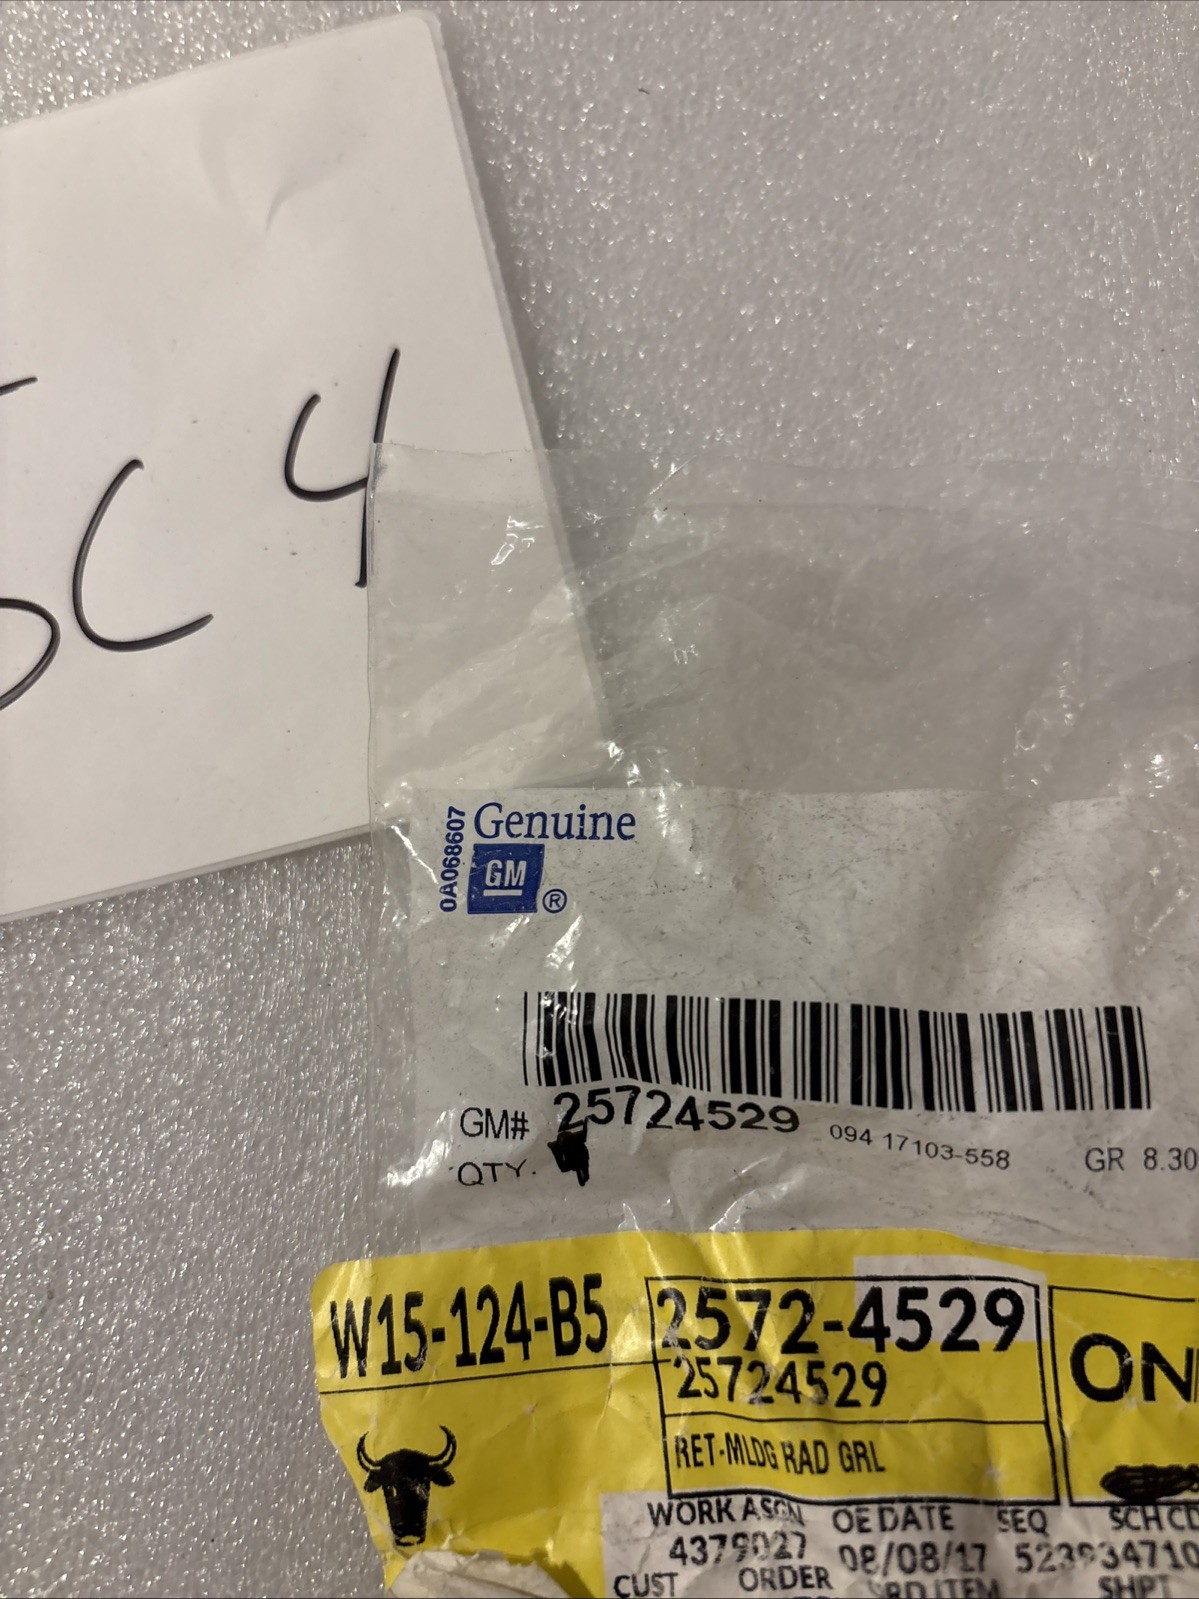 5C 4
0A068607
Genuine
GM ®
GM# 25724529
094 17103-558 GR 8.30
QTY.
W15-124-B5
2572-4529
25724529
RET-MLDG RAD GRL
WORK ASGN OE DATE SEQ SCHCD
4379027 08/08/17
CUST ORDER SHPT